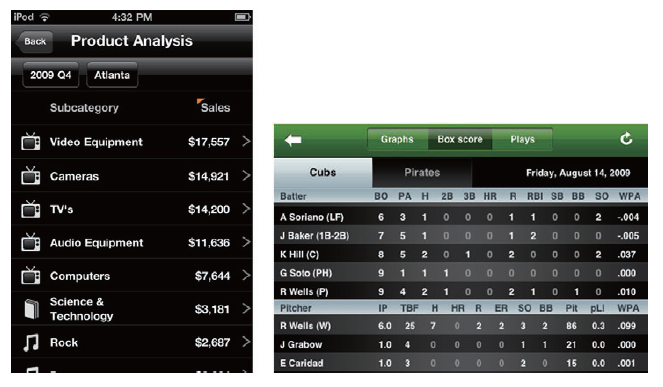 iPod 4:32 PM
Back Product Analysis
2009 Q4 Atlanta
Subcategory Sales
Video Equipment $17,557
Cameras $14,921
TV's $14,200
Audio Equipment $11,636
Computers $7,644
Science &
Technology $3,181
Rock $2,687
Graphs Box score Plays
Cubs Pirates Friday, August 14, 2009
Batter BO PA H 2B 3B HR R RBI SB BB SO WPA
A Soriano (LF) 6 3 1 0 0 0 1 1 0 0 2 -.004
J Baker (1B-2B) 7 5 1 0 0 0 1 2 0 0 0 -.005
K Hill (C) 8 5 2 0 1 0 2 0 0 0 2 .037
G Soto (PH) 9 1 1 1 0 0 0 0 0 0 0 .000
R Wells (P) 9 4 2 1 0 0 2 1 0 1 0 .010
Pitcher IP TBF H HR R ER SO BB Pit pLI WPA
R Wells (W) 6.0 25 7 0 2 2 3 2 86 0.3 .099
J Grabow 1.0 4 0 0 0 0 1 1 21 0.0 .000
E Caridad 1.0 3 0 0 0 0 2 0 15 0.0 .001